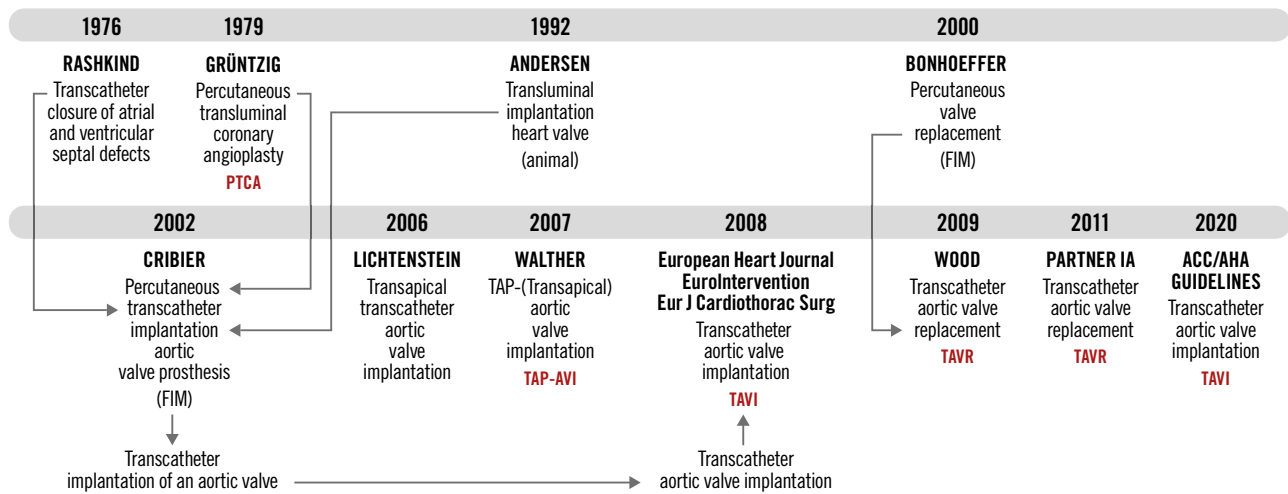 1976
1979
1992
2000
RASHKIND
Transcatheter
closure of atrial
and ventricular
septal defects
GRÜNTZIG
Percutaneous
transluminal
coronary
angioplasty
PTCA
ANDERSEN
Transluminal
implantation
heart valve
(animal)
BONHOEFFER
Percutaneous
valve
replacement
(FIM)
2002
2006
2007
2008
2009
2011
2020
CRIBIER
Percutaneous
transcatheter
implantation
aortic
valve prosthesis
(FIM)
Transcatheter
implantation of an aortic valve
LICHTENSTEIN
Transapical
transcatheter
aortic
valve
implantation
WALTHER
TAP-(Transapical)
aortic
valve
implantation
TAP-AVI
European Heart Journal
EuroIntervention
Eur J Cardiothorac Surg
Transcatheter
aortic valve
implantation
TAVI
Transcatheter
aortic valve implantation
WOOD
Transcatheter
aortic valve
replacement
TAVR
PARTNER IA
Transcatheter
aortic valve
replacement
TAVR
ACC/AHA
GUIDELINES
Transcatheter
aortic valve
implantation
TAVI